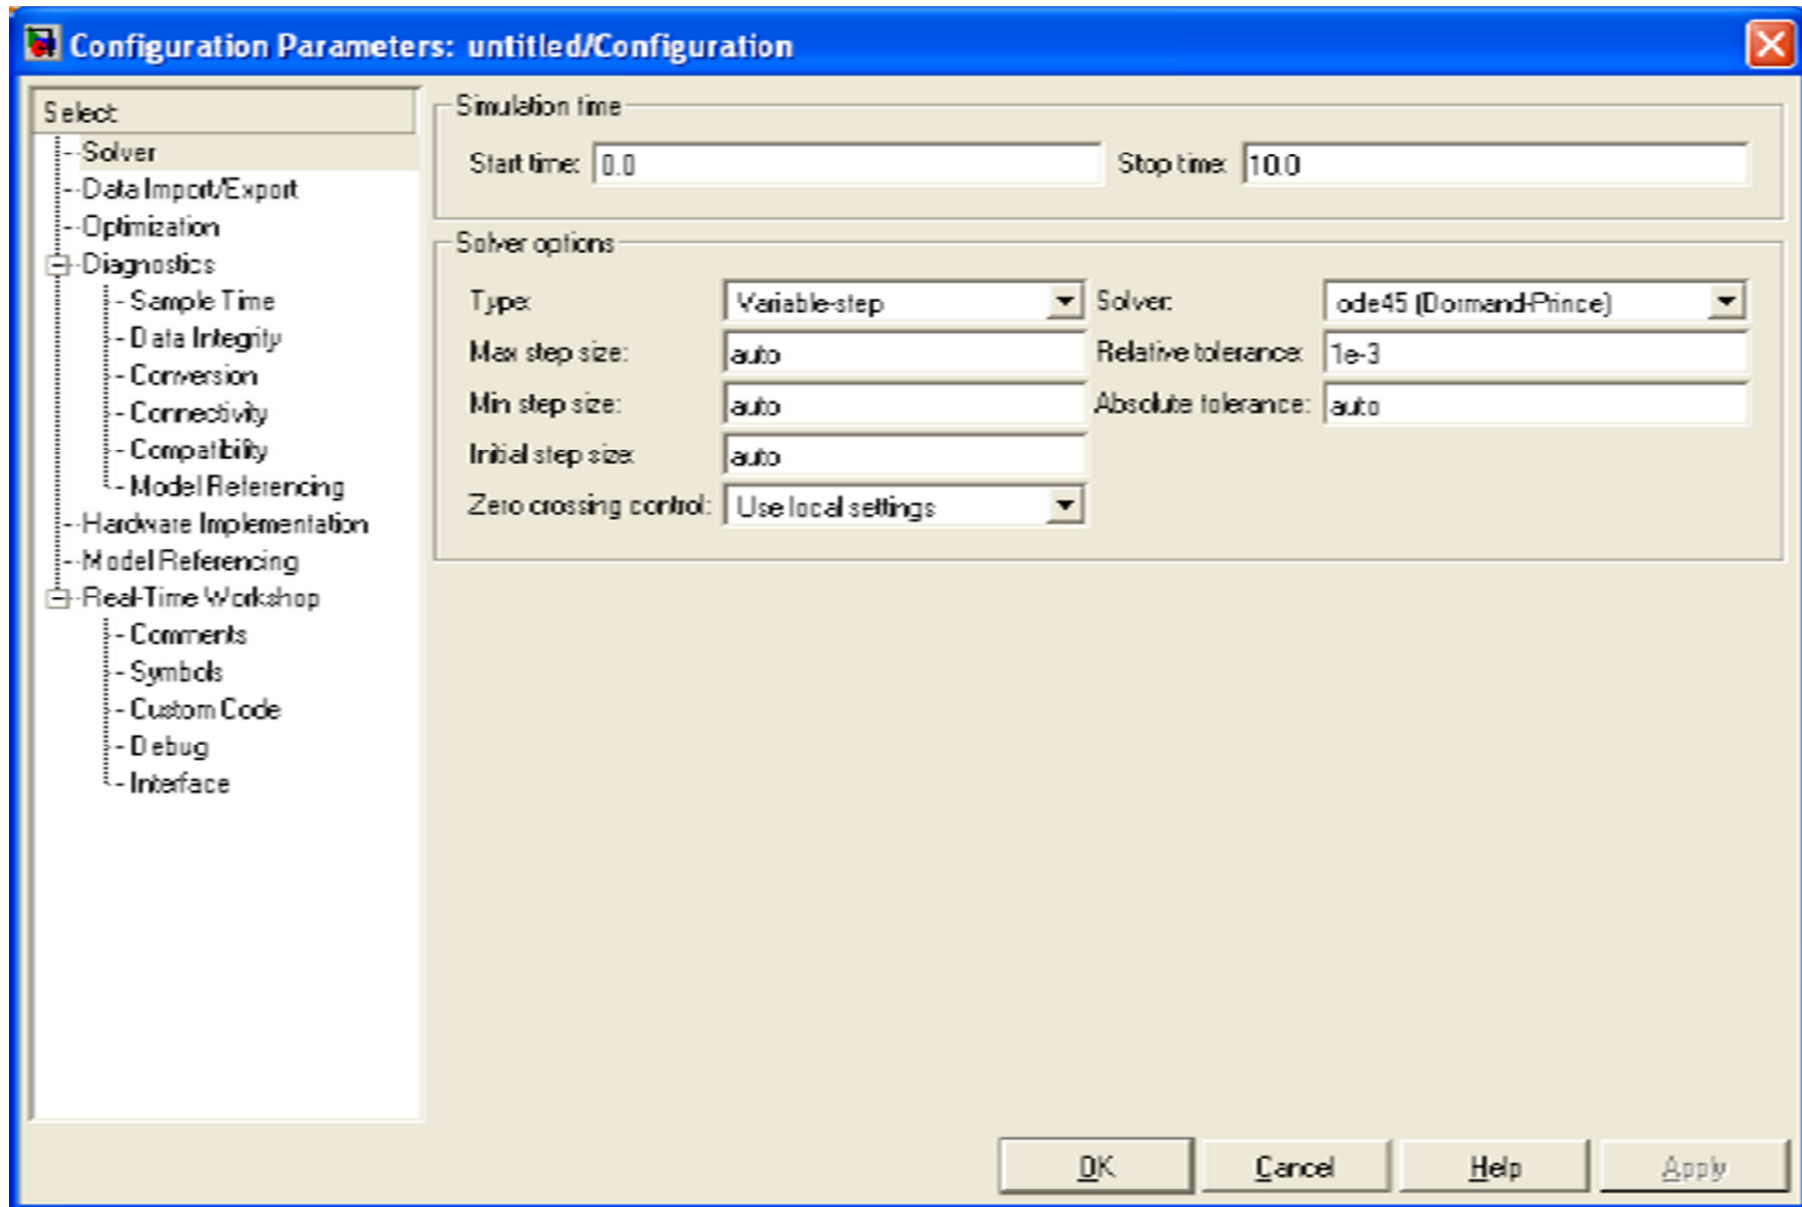 Configuration Parameters: untitled/Configuration
Select:
Solver
Data Import/Export
Optimization
Diagnostics
Sample Time
Data Integrity
Conversion
Connectivity
Compatibility
Model Referencing
Hardware Implementation
Model Referencing
Real-Time Workshop
Comments
Symbols
Custom Code
Debug
Interface
Simulation time
Start time: 0.0 Stop time: 10.0
Solver options
Type: Variable-step Solver: ode45 (Dormand-Prince)
Max step size: auto Relative tolerance: 1e-3
Min step size: auto Absolute tolerance: auto
Initial step size: auto
Zero crossing control: Use local settings
OK Cancel Help Apply